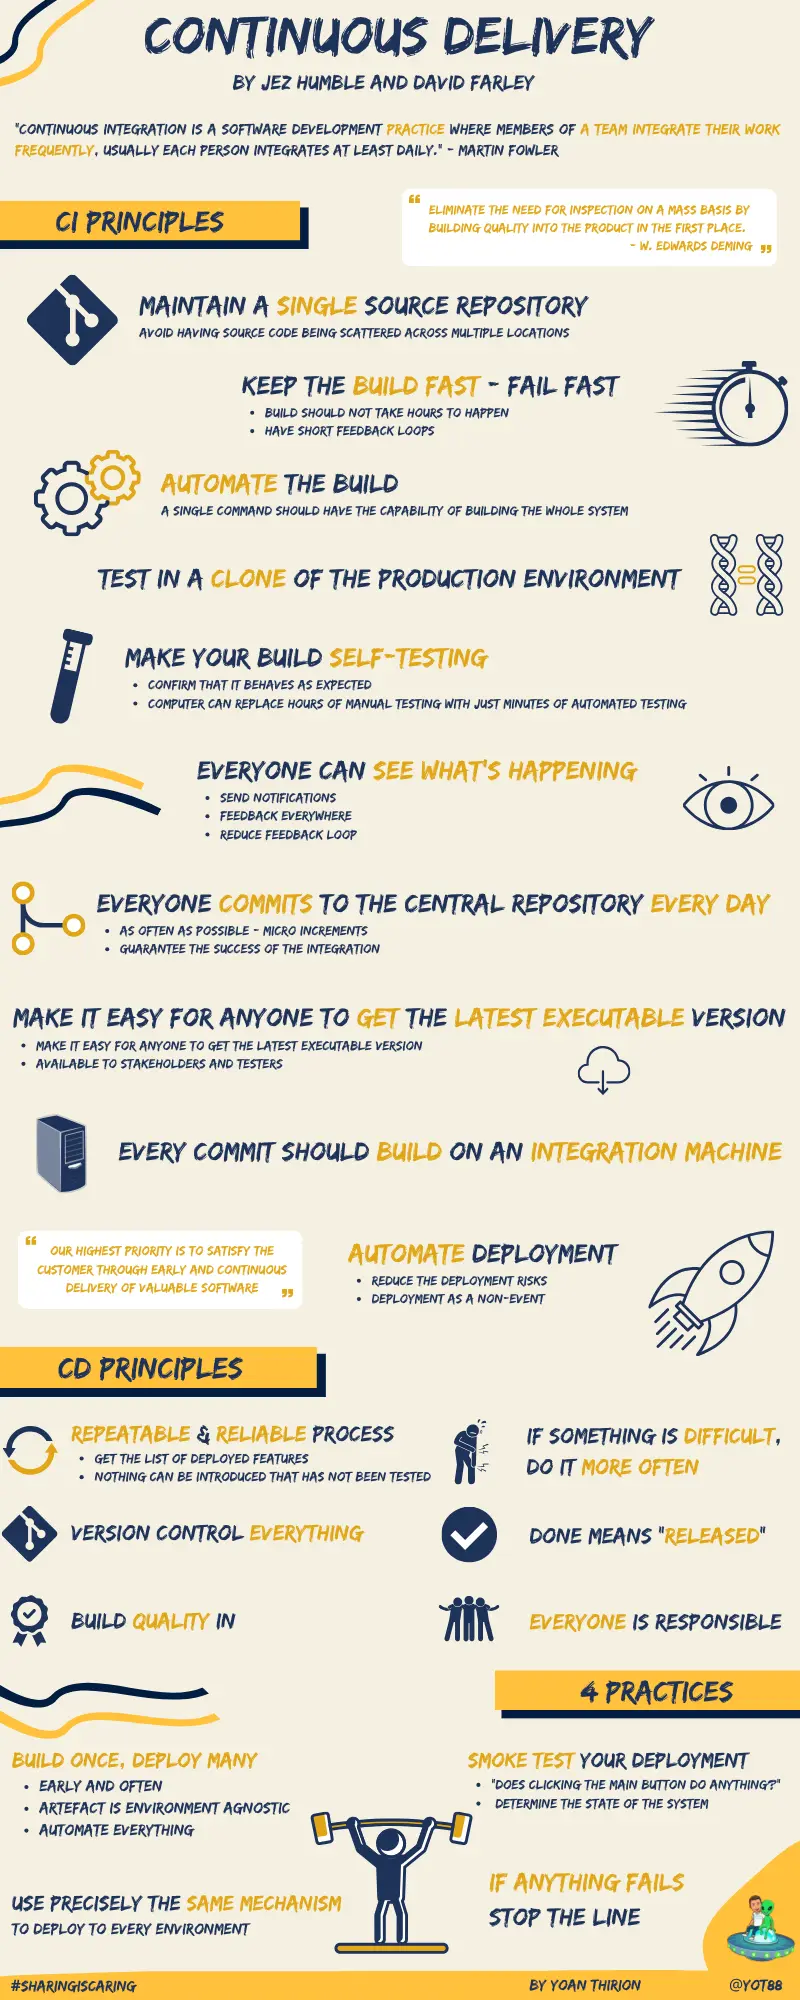 CONTINUOUS DELIVERY
BY JEZ HUMBLE AND DAVID FARLEY
"CONTINUOUS INTEGRATION IS A SOFTWARE DEVELOPMENT PRACTICE WHERE MEMBERS OF A TEAM INTEGRATE THEIR WORK
FREQUENTLY, USUALLY EACH PERSON INTEGRATES AT LEAST DAILY." - MARTIN FOWLER
CI PRINCIPLES
“ ELIMINATE THE NEED FOR INSPECTION ON A MASS BASIS BY
BUILDING QUALITY INTO THE PRODUCT IN THE FIRST PLACE.
- W. EDWARDS DEMING ”
MAINTAIN A SINGLE SOURCE REPOSITORY
AVOID HAVING SOURCE CODE BEING SCATTERED ACROSS MULTIPLE LOCATIONS
KEEP THE BUILD FAST - FAIL FAST
• BUILD SHOULD NOT TAKE HOURS TO HAPPEN
• HAVE SHORT FEEDBACK LOOPS
AUTOMATE THE BUILD
A SINGLE COMMAND SHOULD HAVE THE CAPABILITY OF BUILDING THE WHOLE SYSTEM
TEST IN A CLONE OF THE PRODUCTION ENVIRONMENT
MAKE YOUR BUILD SELF-TESTING
• CONFIRM THAT IT BEHAVES AS EXPECTED
• COMPUTER CAN REPLACE HOURS OF MANUAL TESTING WITH JUST MINUTES OF AUTOMATED TESTING
EVERYONE CAN SEE WHAT'S HAPPENING
• SEND NOTIFICATIONS
• FEEDBACK EVERYWHERE
• REDUCE FEEDBACK LOOP
EVERYONE COMMITS TO THE CENTRAL REPOSITORY EVERY DAY
• AS OFTEN AS POSSIBLE - MICRO INCREMENTS
• GUARANTEE THE SUCCESS OF THE INTEGRATION
MAKE IT EASY FOR ANYONE TO GET THE LATEST EXECUTABLE VERSION
• MAKE IT EASY FOR ANYONE TO GET THE LATEST EXECUTABLE VERSION
• AVAILABLE TO STAKEHOLDERS AND TESTERS
EVERY COMMIT SHOULD BUILD ON AN INTEGRATION MACHINE
“ OUR HIGHEST PRIORITY IS TO SATISFY THE
CUSTOMER THROUGH EARLY AND CONTINUOUS
DELIVERY OF VALUABLE SOFTWARE ”
AUTOMATE DEPLOYMENT
• REDUCE THE DEPLOYMENT RISKS
• DEPLOYMENT AS A NON-EVENT
CD PRINCIPLES
REPEATABLE & RELIABLE PROCESS
• GET THE LIST OF DEPLOYED FEATURES
• NOTHING CAN BE INTRODUCED THAT HAS NOT BEEN TESTED
IF SOMETHING IS DIFFICULT,
DO IT MORE OFTEN
VERSION CONTROL EVERYTHING
DONE MEANS "RELEASED"
BUILD QUALITY IN
EVERYONE IS RESPONSIBLE
4 PRACTICES
BUILD ONCE, DEPLOY MANY
• EARLY AND OFTEN
• ARTEFACT IS ENVIRONMENT AGNOSTIC
• AUTOMATE EVERYTHING
SMOKE TEST YOUR DEPLOYMENT
• "DOES CLICKING THE MAIN BUTTON DO ANYTHING?"
• DETERMINE THE STATE OF THE SYSTEM
USE PRECISELY THE SAME MECHANISM
TO DEPLOY TO EVERY ENVIRONMENT
IF ANYTHING FAILS
STOP THE LINE
#SHARINGISCARING
BY YOAN THIRION
@YOT88